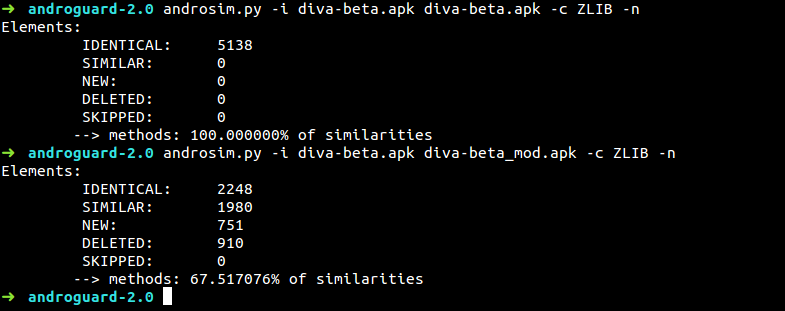 ➜ androguard-2.0 androsim.py -i diva-beta.apk diva-beta.apk -c ZLIB -n
Elements:
IDENTICAL: 5138
SIMILAR: 0
NEW: 0
DELETED: 0
SKIPPED: 0
--> methods: 100.000000% of similarities
➜ androguard-2.0 androsim.py -i diva-beta.apk diva-beta_mod.apk -c ZLIB -n
Elements:
IDENTICAL: 2248
SIMILAR: 1980
NEW: 751
DELETED: 910
SKIPPED: 0
--> methods: 67.517076% of similarities
➜ androguard-2.0